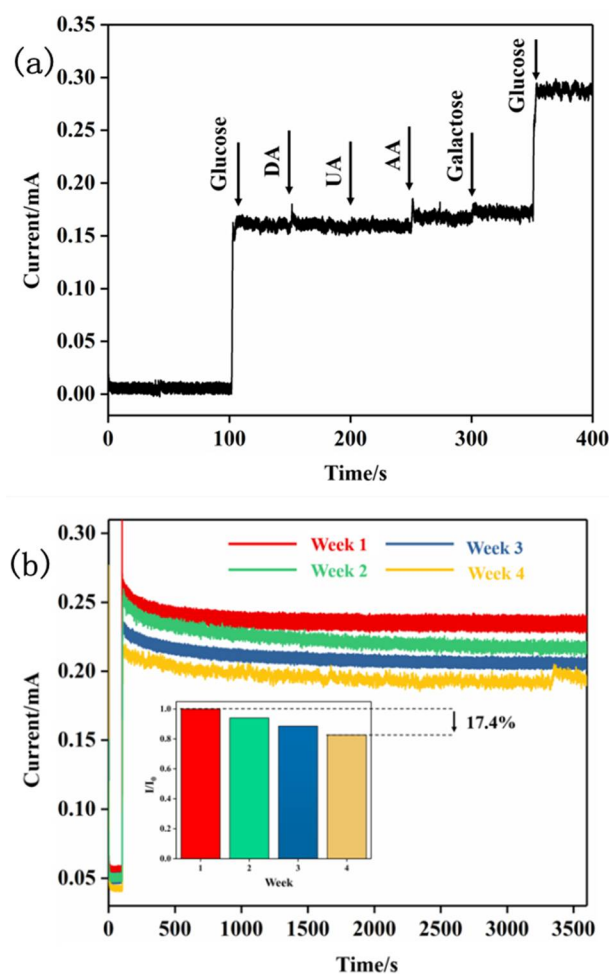 (a)
Current/mA
0.35
0.30
0.25
0.20
0.15
0.10
0.05
0.00
Glucose
DA
UA
AA
Galactose
Glucose
0
100
200
300
400
Time/s
(b)
Current/mA
0.30
0.25
0.20
0.15
0.10
0.05
Week 1
Week 3
Week 2
Week 4
I/I0
1.0
0.8
0.6
0.4
0.2
0.0
17.4%
1
2
3
4
Week
0
500
1000
1500
2000
2500
3000
3500
Time/s